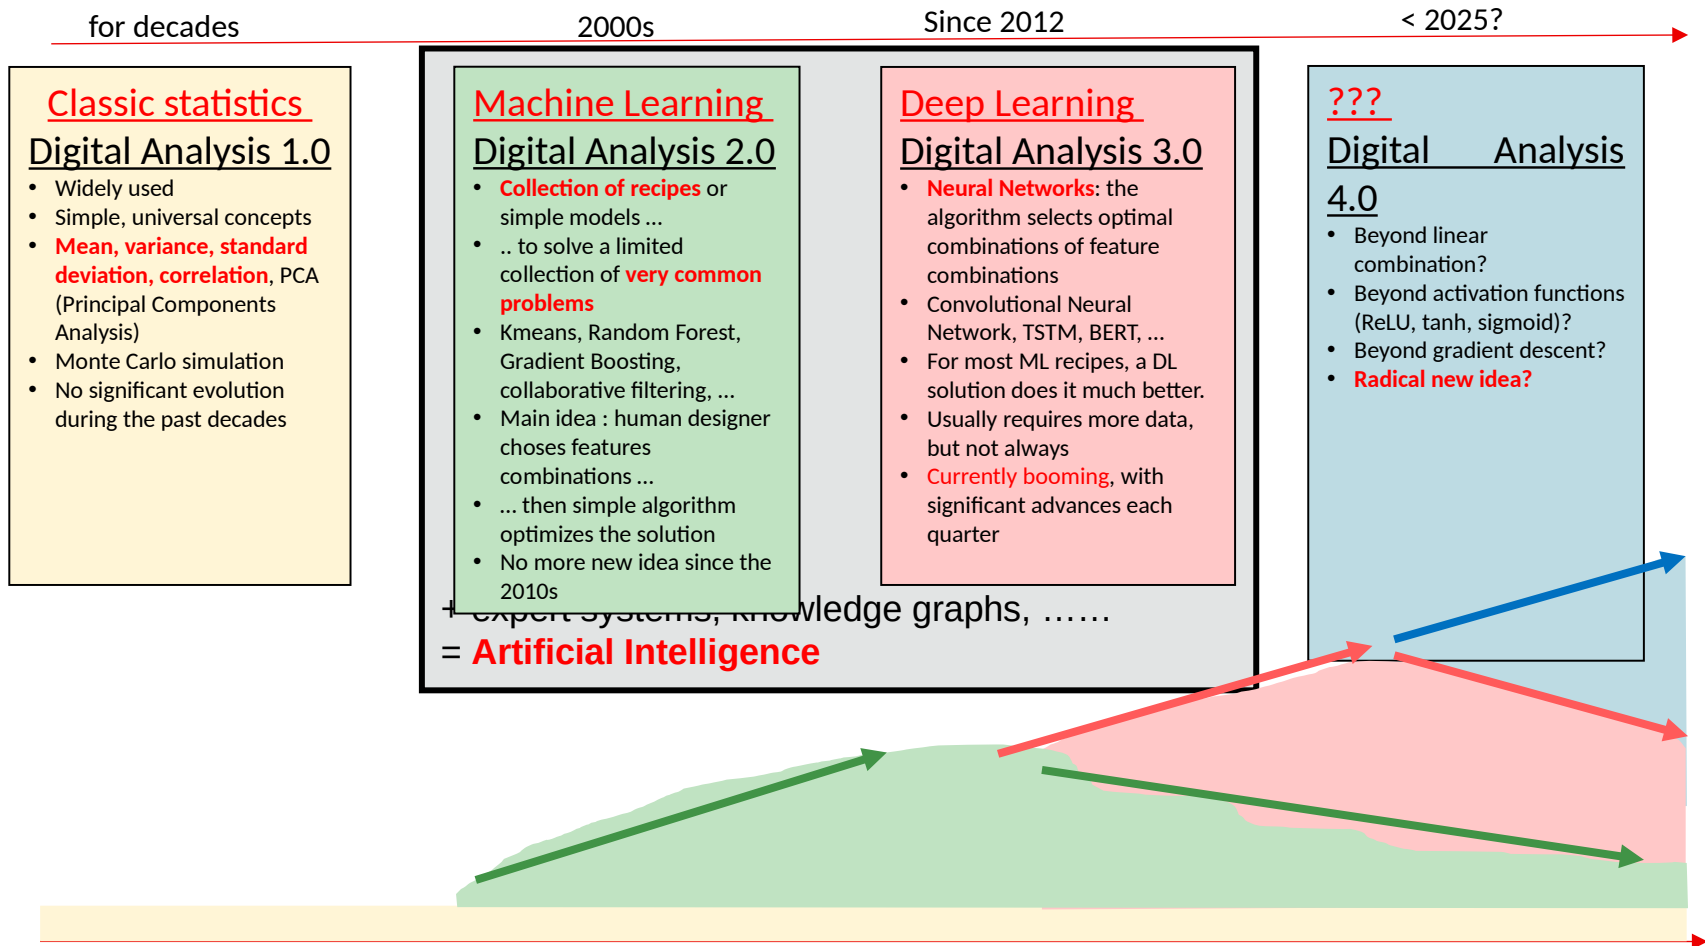 for decades
2000s
Since 2012
< 2025?
Classic statistics
Digital Analysis 1.0
• Widely used
• Simple, universal concepts
• Mean, variance, standard
deviation, correlation, PCA
(Principal Components
Analysis)
• Monte Carlo simulation
• No significant evolution
during the past decades
Machine Learning
Digital Analysis 2.0
• Collection of recipes or
simple models ...
• .. to solve a limited
collection of very common
problems
• Kmeans, Random Forest,
Gradient Boosting,
collaborative filtering, ...
• Main idea : human designer
choses features
combinations ...
• ... then simple algorithm
optimizes the solution
• No more new idea since the
2010s
Deep Learning
Digital Analysis 3.0
• Neural Networks: the
algorithm selects optimal
combinations of feature
combinations
• Convolutional Neural
Network, TSTM, BERT, ...
• For most ML recipes, a DL
solution does it much better.
• Usually requires more data,
but not always
• Currently booming, with
significant advances each
quarter
???
Digital Analysis
4.0
• Beyond linear
combination?
• Beyond activation functions
(ReLU, tanh, sigmoid)?
• Beyond gradient descent?
• Radical new idea?
+ expert systems, knowledge graphs, ……
= Artificial Intelligence